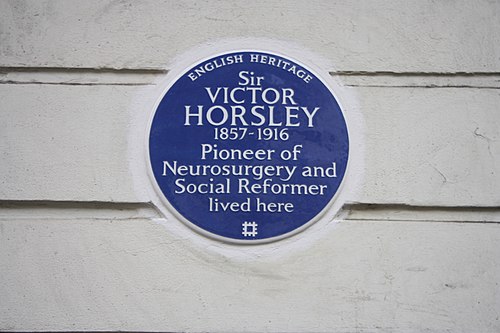 ENGLISH HERITAGE
Sir
VICTOR
HORSLEY
1857-1916
Pioneer of
Neurosurgery and
Social Reformer
lived here